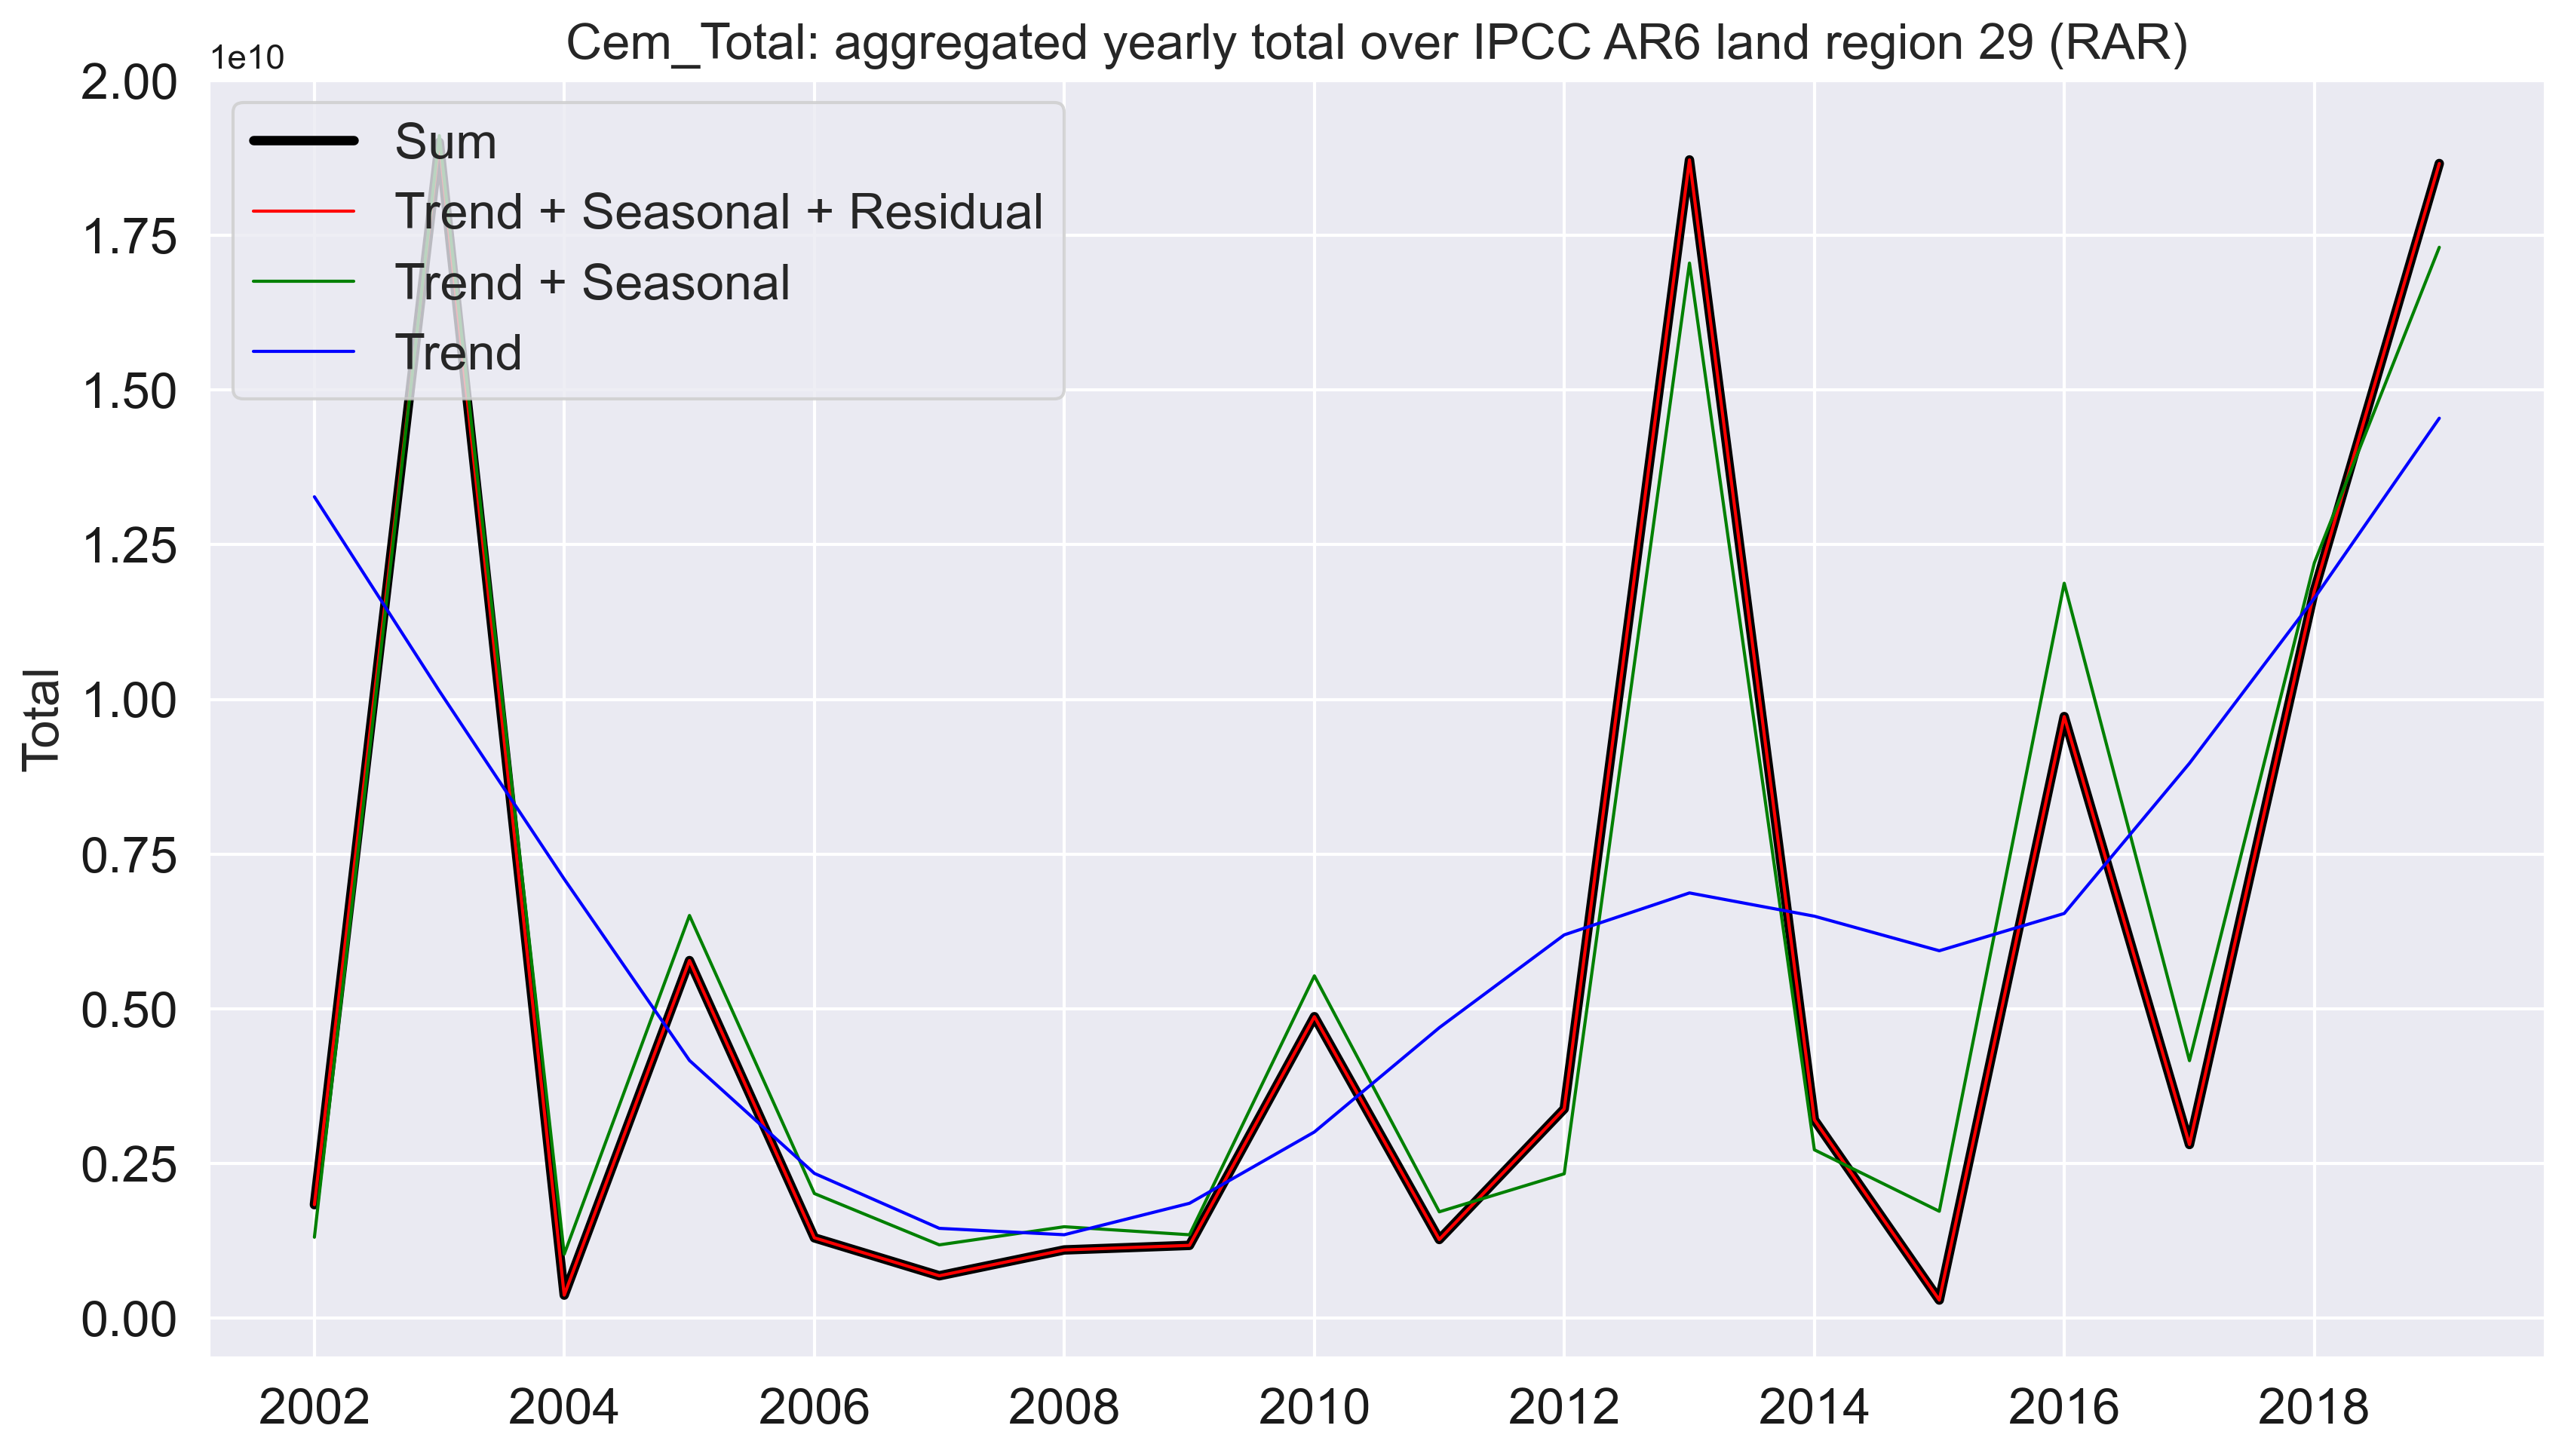 Cem_Total: aggregated yearly total over IPCC AR6 land region 29 (RAR)
1e10
2.00
1.75
1.50
1.25
1.00
0.75
0.50
0.25
0.00
Total
Sum
Trend + Seasonal + Residual
Trend + Seasonal
Trend
2002 2004 2006 2008 2010 2012 2014 2016 2018